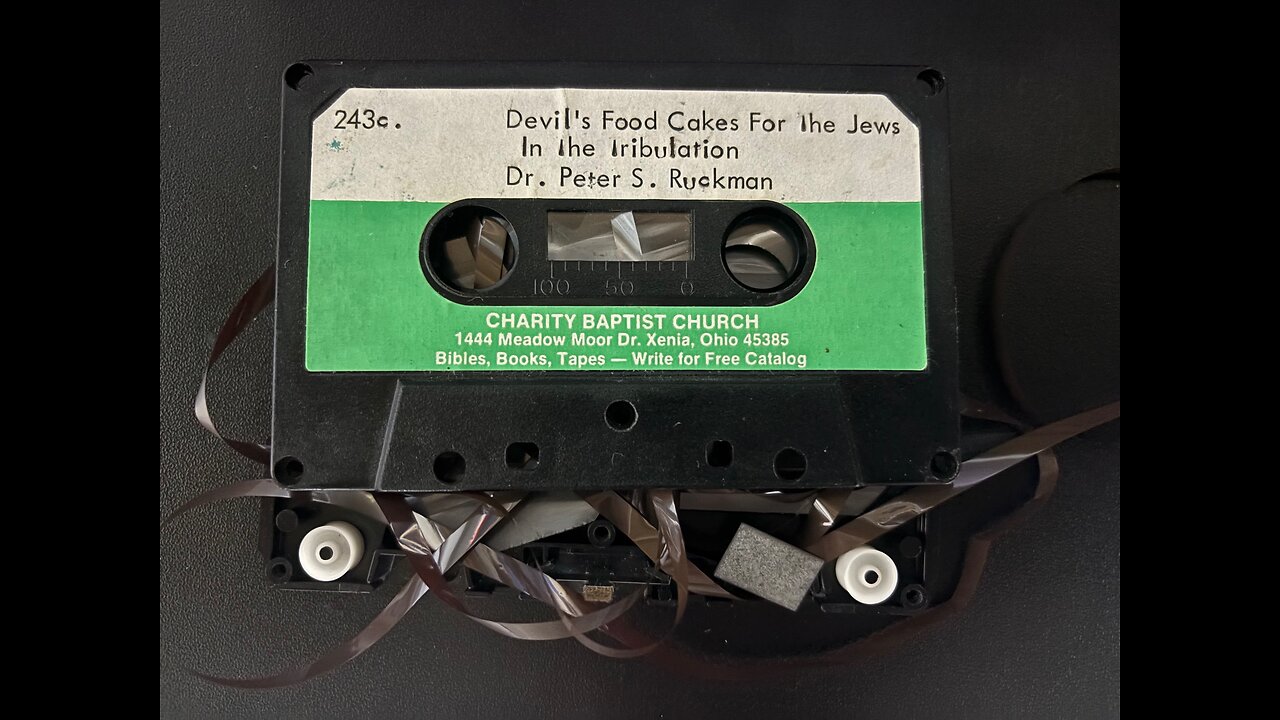 243c.
Devil's Food Cakes For The Jews
In The Tribulation
Dr. Peter S. Ruckman
100 50 0
CHARITY BAPTIST CHURCH
1444 Meadow Moor Dr. Xenia, Ohio 45385
Bibles, Books, Tapes — Write for Free Catalog